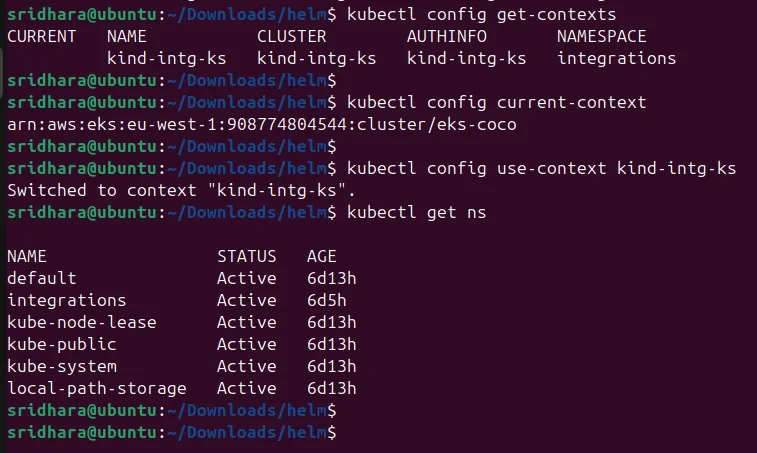 sridhara@ubuntu:~/Downloads/helm$ kubectl config get-contexts
CURRENT   NAME           CLUSTER        AUTHINFO       NAMESPACE
          kind-intg-ks   kind-intg-ks   kind-intg-ks   integrations
sridhara@ubuntu:~/Downloads/helm$
sridhara@ubuntu:~/Downloads/helm$ kubectl config current-context
arn:aws:eks:eu-west-1:908774804544:cluster/eks-coco
sridhara@ubuntu:~/Downloads/helm$
sridhara@ubuntu:~/Downloads/helm$ kubectl config use-context kind-intg-ks
Switched to context "kind-intg-ks".
sridhara@ubuntu:~/Downloads/helm$ kubectl get ns
NAME                 STATUS   AGE
default              Active   6d13h
integrations         Active   6d5h
kube-node-lease      Active   6d13h
kube-public          Active   6d13h
kube-system          Active   6d13h
local-path-storage   Active   6d13h
sridhara@ubuntu:~/Downloads/helm$
sridhara@ubuntu:~/Downloads/helm$